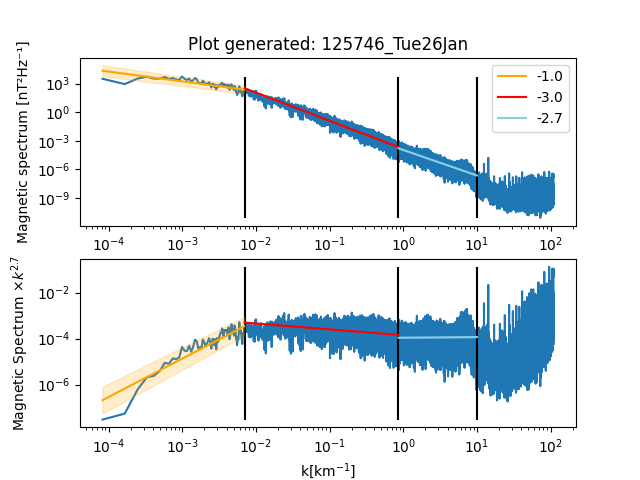 Plot generated: 125746_Tue26Jan
Magnetic spectrum [nT²Hz⁻¹]
10³
10⁰
10⁻³
10⁻⁶
10⁻⁹
-1.0
-3.0
-2.7
10⁻⁴ 10⁻³ 10⁻² 10⁻¹ 10⁰ 10¹ 10²
Magnetic Spectrum ×k^2.7
10⁻²
10⁻⁴
10⁻⁶
10⁻⁴ 10⁻³ 10⁻² 10⁻¹ 10⁰ 10¹ 10²
k[km⁻¹]